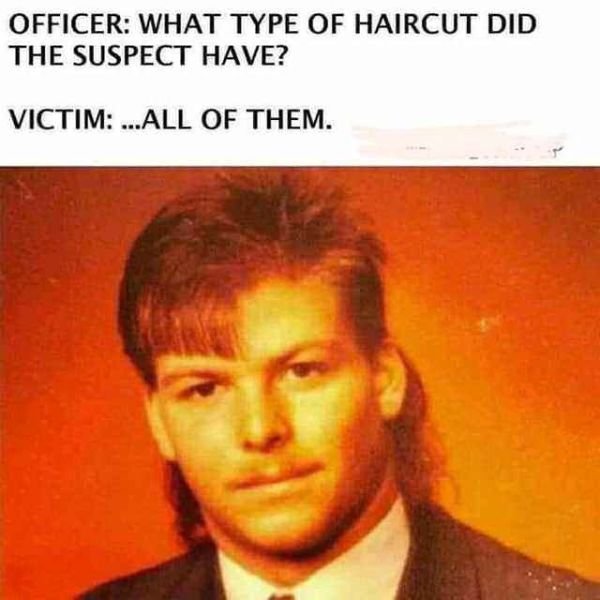 OFFICER: WHAT TYPE OF HAIRCUT DID
THE SUSPECT HAVE?
VICTIM: ...ALL OF THEM.